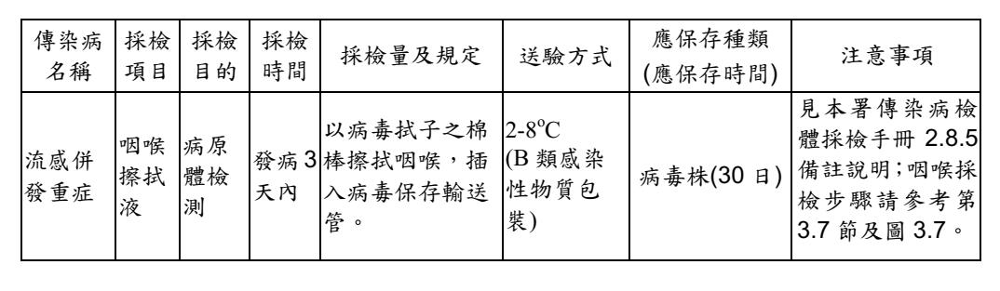 傳染病
名稱
採檢
項目
採檢
目的
採檢
時間
採檢量及規定
送驗方式
應保存種類
(應保存時間)
注意事項
流感併
發重症
咽喉
擦拭
液
病原
體檢
測
發病 3
天內
以病毒拭子之棉
棒擦拭咽喉，插
入病毒保存輸送
管。
2-8°C
(B 類感染
性物質包
裝)
病毒株(30 日)
見本署傳染病檢
體採檢手冊 2.8.5
備註說明；咽喉採
檢步驟請參考第
3.7 節及圖 3.7。